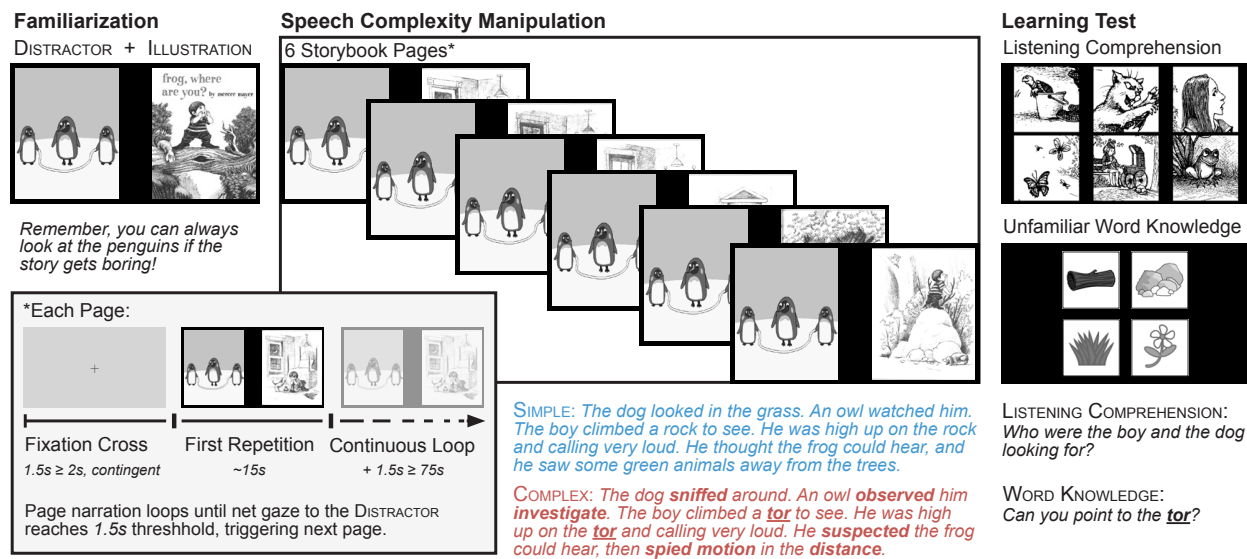 Familiarization
DISTRACTOR + ILLUSTRATION
frog, where
are you? by mercer mayer
Remember, you can always
look at the penguins if the
story gets boring!
Speech Complexity Manipulation
6 Storybook Pages*
*Each Page:
Fixation Cross
1.5s ≥ 2s, contingent
First Repetition
~15s
Continuous Loop
+ 1.5s ≥ 75s
Page narration loops until net gaze to the DISTRACTOR
reaches 1.5s threshhold, triggering next page.
SIMPLE: The dog looked in the grass. An owl watched him.
The boy climbed a rock to see. He was high up on the rock
and calling very loud. He thought the frog could hear, and
he saw some green animals away from the trees.
COMPLEX: The dog sniffed around. An owl observed him
investigate. The boy climbed a tor to see. He was high
up on the tor and calling very loud. He suspected the frog
could hear, then spied motion in the distance.
Learning Test
Listening Comprehension
Unfamiliar Word Knowledge
LISTENING COMPREHENSION:
Who were the boy and the dog
looking for?
WORD KNOWLEDGE:
Can you point to the tor?